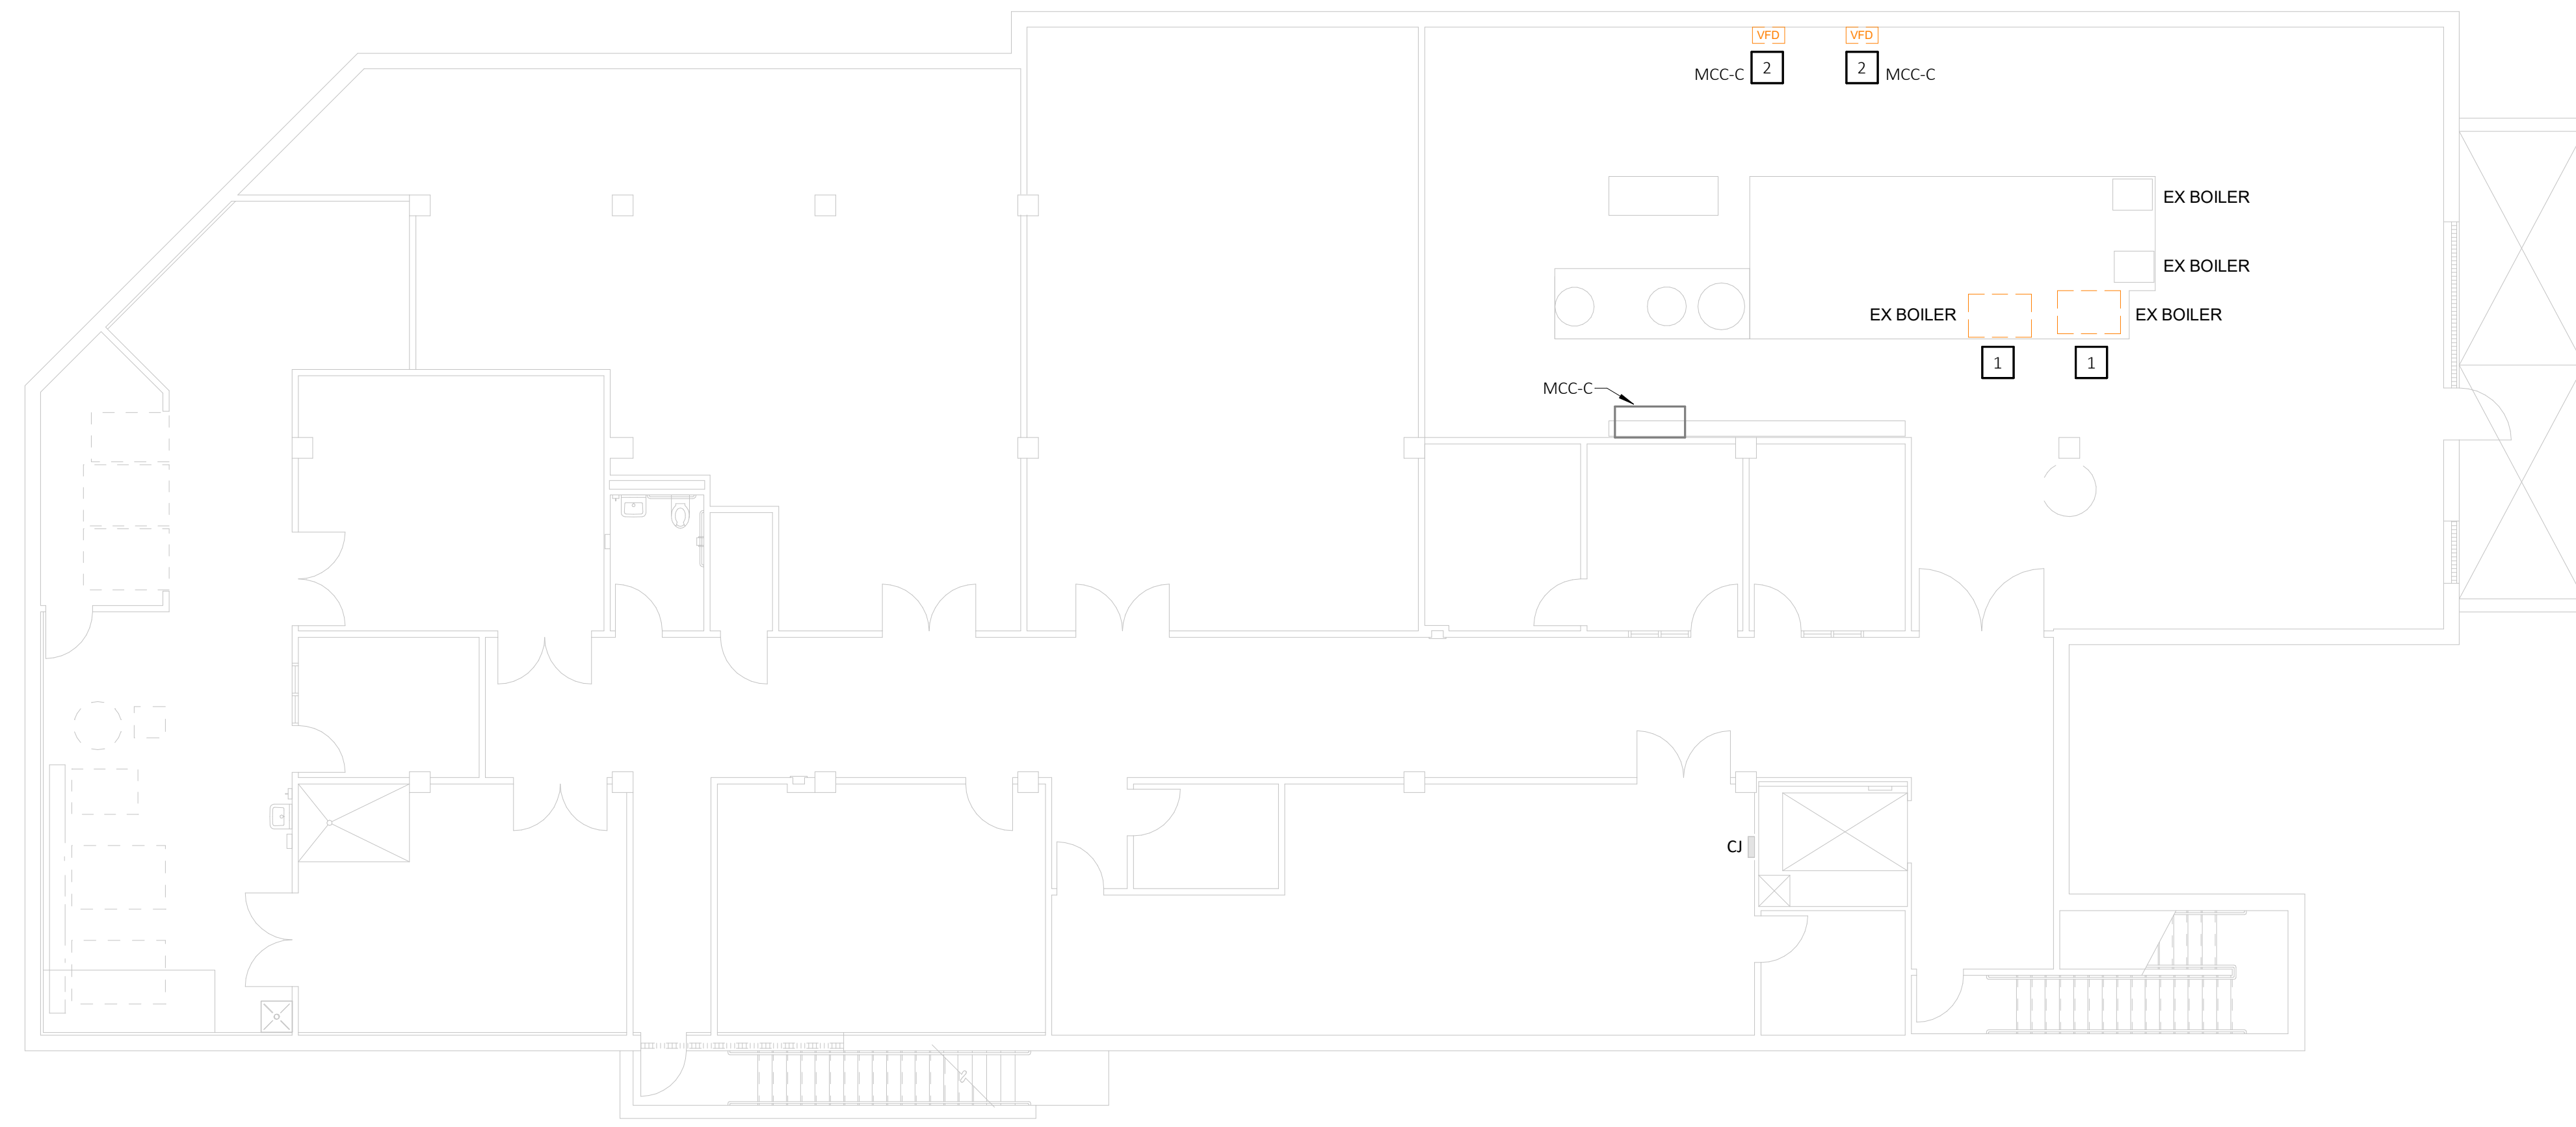 VFD VFD
MCC-C 2 2 MCC-C
EX BOILER
EX BOILER
EX BOILER EX BOILER
1 1
MCC-C
CJ